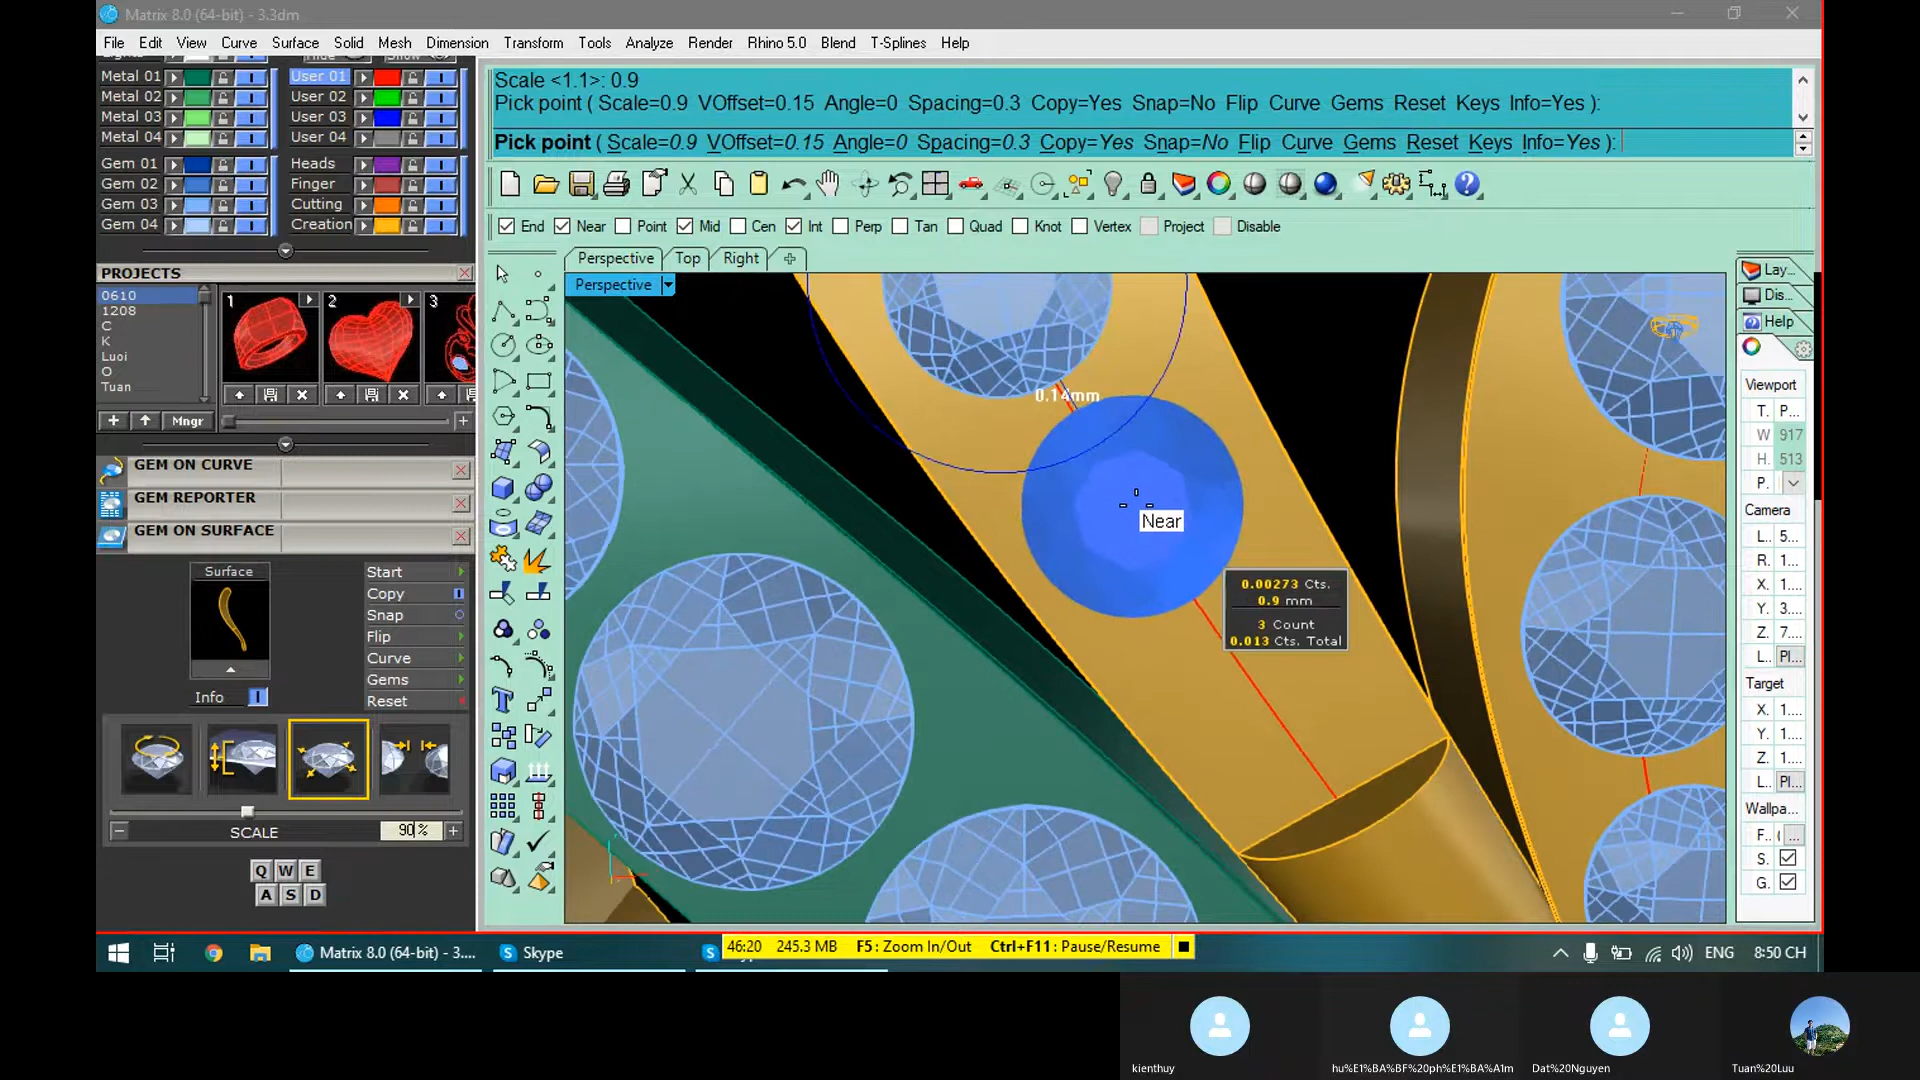 Matrix 8.0 (64-bit) - 3.3dm
File Edit View Curve Surface Solid Mesh Dimension Transform Tools Analyze Render Rhino 5.0 Blend T-Splines Help
Metal 01
Metal 02
Metal 03
Metal 04
User 01
User 02
User 03
User 04
Gem 01
Gem 02
Gem 03
Gem 04
Heads
Finger
Cutting
Creation
Scale <1.1>: 0.9
Pick point ( Scale=0.9 VOffset=0.15 Angle=0 Spacing=0.3 Copy=Yes Snap=No Flip Curve Gems Reset Keys Info=Yes ):
Pick point ( Scale=0.9 VOffset=0.15 Angle=0 Spacing=0.3 Copy=Yes Snap=No Flip Curve Gems Reset Keys Info=Yes ):
End Near Point Mid Cen Int Perp Tan Quad Knot Vertex Project Disable
Perspective Top Right
Perspective
PROJECTS
0610
1208
C
K
Luoi
O
Tuan
1
2
3
Mngr
GEM ON CURVE
GEM REPORTER
GEM ON SURFACE
Surface
Info
Start
Copy
Snap
Flip
Curve
Gems
Reset
SCALE
90%
Q W E
A S D
0.14mm
Near
0.00273 Cts.
0.9 mm
3 Count
0.013 Cts. Total
Lay...
Dis...
Help
Viewport
T. P...
W 917
H. 513
P.
Camera
L.. 5...
R. 1....
X. 1....
Y. 3....
Z. 7....
L.. Pl...
Target
X. 1....
Y. 1....
Z. 1....
L.. Pl...
Wallpa...
F.. ( ...
S.
G.
Matrix 8.0 (64-bit) - 3....
Skype
46:20 245.3 MB F5: Zoom In/Out Ctrl+F11: Pause/Resume
ENG 8:50 CH
kienthuy
hu%E1%BA%BF%20ph%E1%BA%A1m
Dat%20Nguyen
Tuan%20Luu